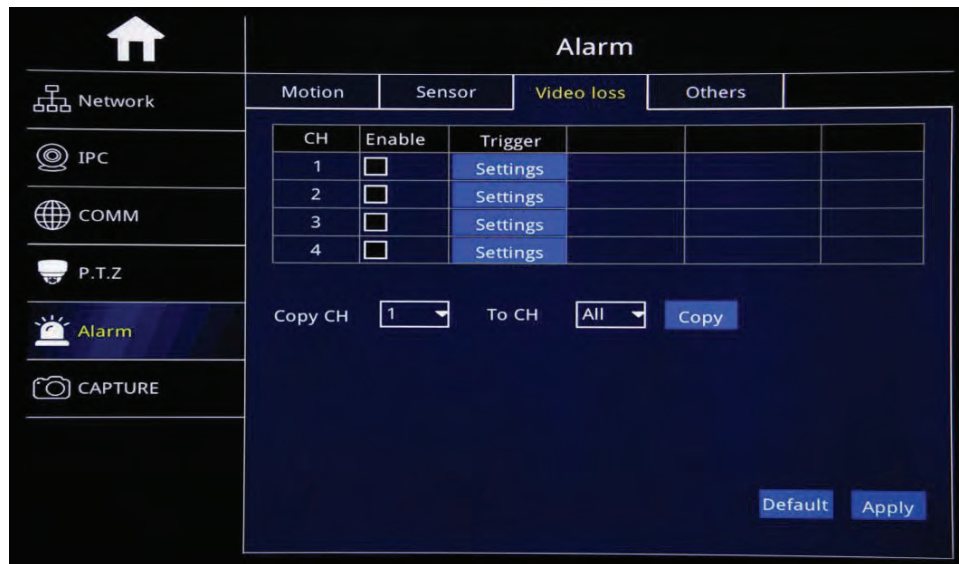 Alarm
Network
IPC
COMM
P.T.Z
Alarm
CAPTURE
Motion Sensor Video loss Others
CH Enable Trigger
1 Settings
2 Settings
3 Settings
4 Settings
Copy CH 1 To CH All Copy
Default Apply